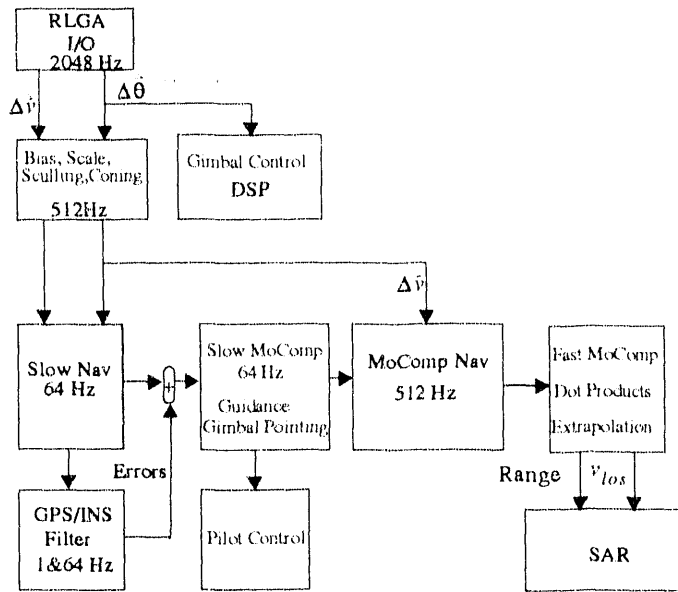 RLGA
I/O
2048 Hz
Δv̂
Δθ̂
Bias, Scale,
Sculling, Coning
512Hz
Gimbal Control
DSP
Δv̂
Slow Nav
64 Hz
+
Slow MoComp
64 Hz
Guidance
Gimbal Pointing
MoComp Nav
512 Hz
Fast MoComp
Dot Products
Extrapolation
Errors
Range
v_los
GPS/INS
Filter
1&64 Hz
Pilot Control
SAR